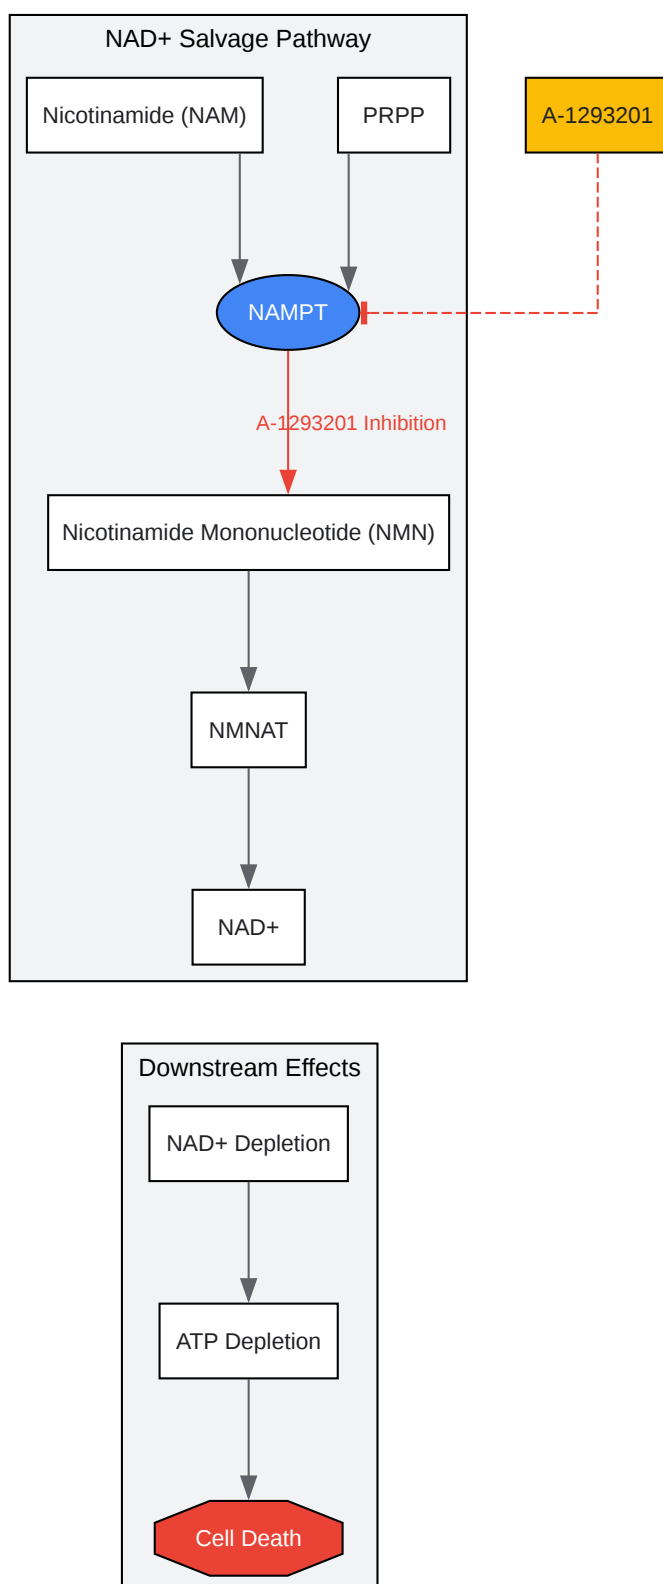 NAD+ Salvage Pathway
Nicotinamide (NAM)
PRPP
A-1293201
NAMPT
A-1293201 Inhibition
Nicotinamide Mononucleotide (NMN)
NMNAT
NAD+
Downstream Effects
NAD+ Depletion
ATP Depletion
Cell Death